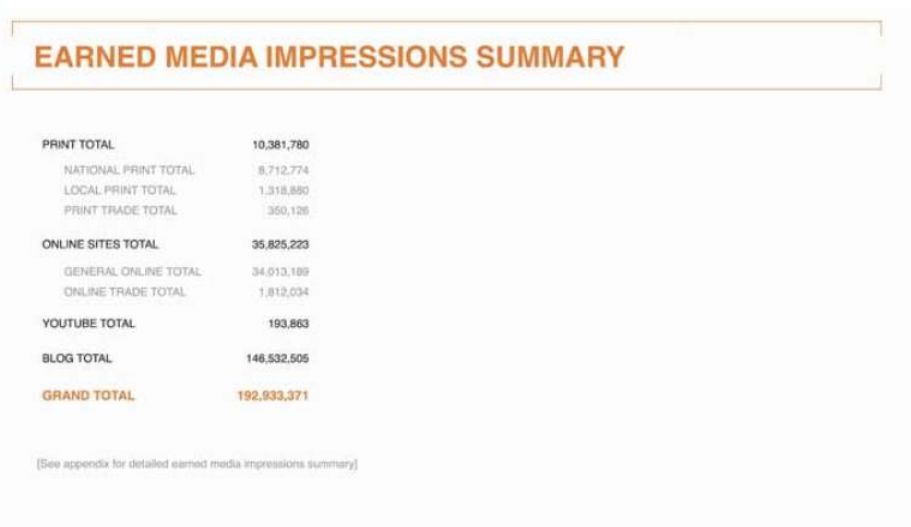 EARNED MEDIA IMPRESSIONS SUMMARY
PRINT TOTAL 10,381,780
NATIONAL PRINT TOTAL 8,712,774
LOCAL PRINT TOTAL 1,318,880
PRINT TRADE TOTAL 350,126
ONLINE SITES TOTAL 35,825,223
GENERAL ONLINE TOTAL 34,013,189
ONLINE TRADE TOTAL 1,812,034
YOUTUBE TOTAL 193,863
BLOG TOTAL 146,532,505
GRAND TOTAL 192,933,371
[See appendix for detailed earned media impressions summary]